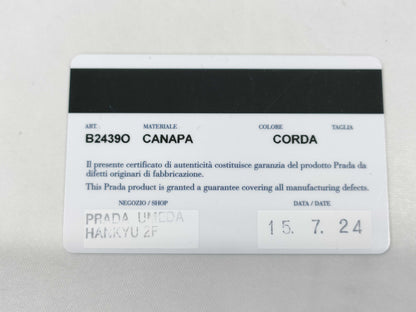 ART. MATERIALE COLORE TAGLIA
B2439O CANAPA CORDA
Il presente certificato di autenticità costituisce garanzia del prodotto Prada da
difetti originari di fabbricazione.
This Prada product is granted a guarantee covering all manufacturing defects.
NEGOZIO / SHOP DATA / DATE
PRADA UMEDA
HANKYU 2F
15. 7. 24